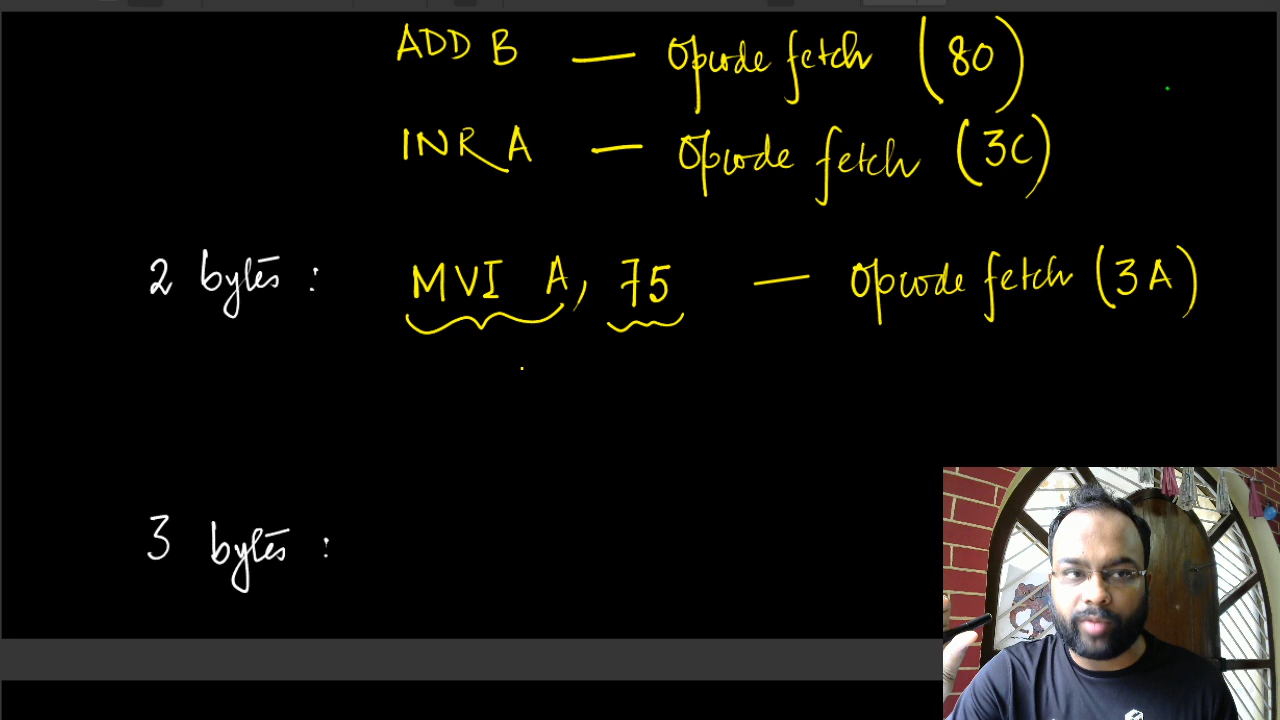 ADD B — Opcode fetch (80)
INR A — Opcode fetch (3C)
2 bytes : MVI A, 75 — Opcode fetch (3A)
3 bytes :